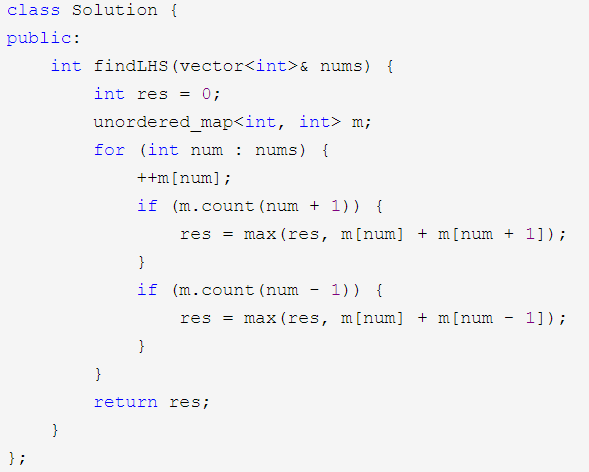 class Solution {
public:
    int findLHS(vector<int>& nums) {
        int res = 0;
        unordered_map<int, int> m;
        for (int num : nums) {
            ++m[num];
            if (m.count(num + 1)) {
                res = max(res, m[num] + m[num + 1]);
            }
            if (m.count(num - 1)) {
                res = max(res, m[num] + m[num - 1]);
            }
        }
        return res;
    }
};